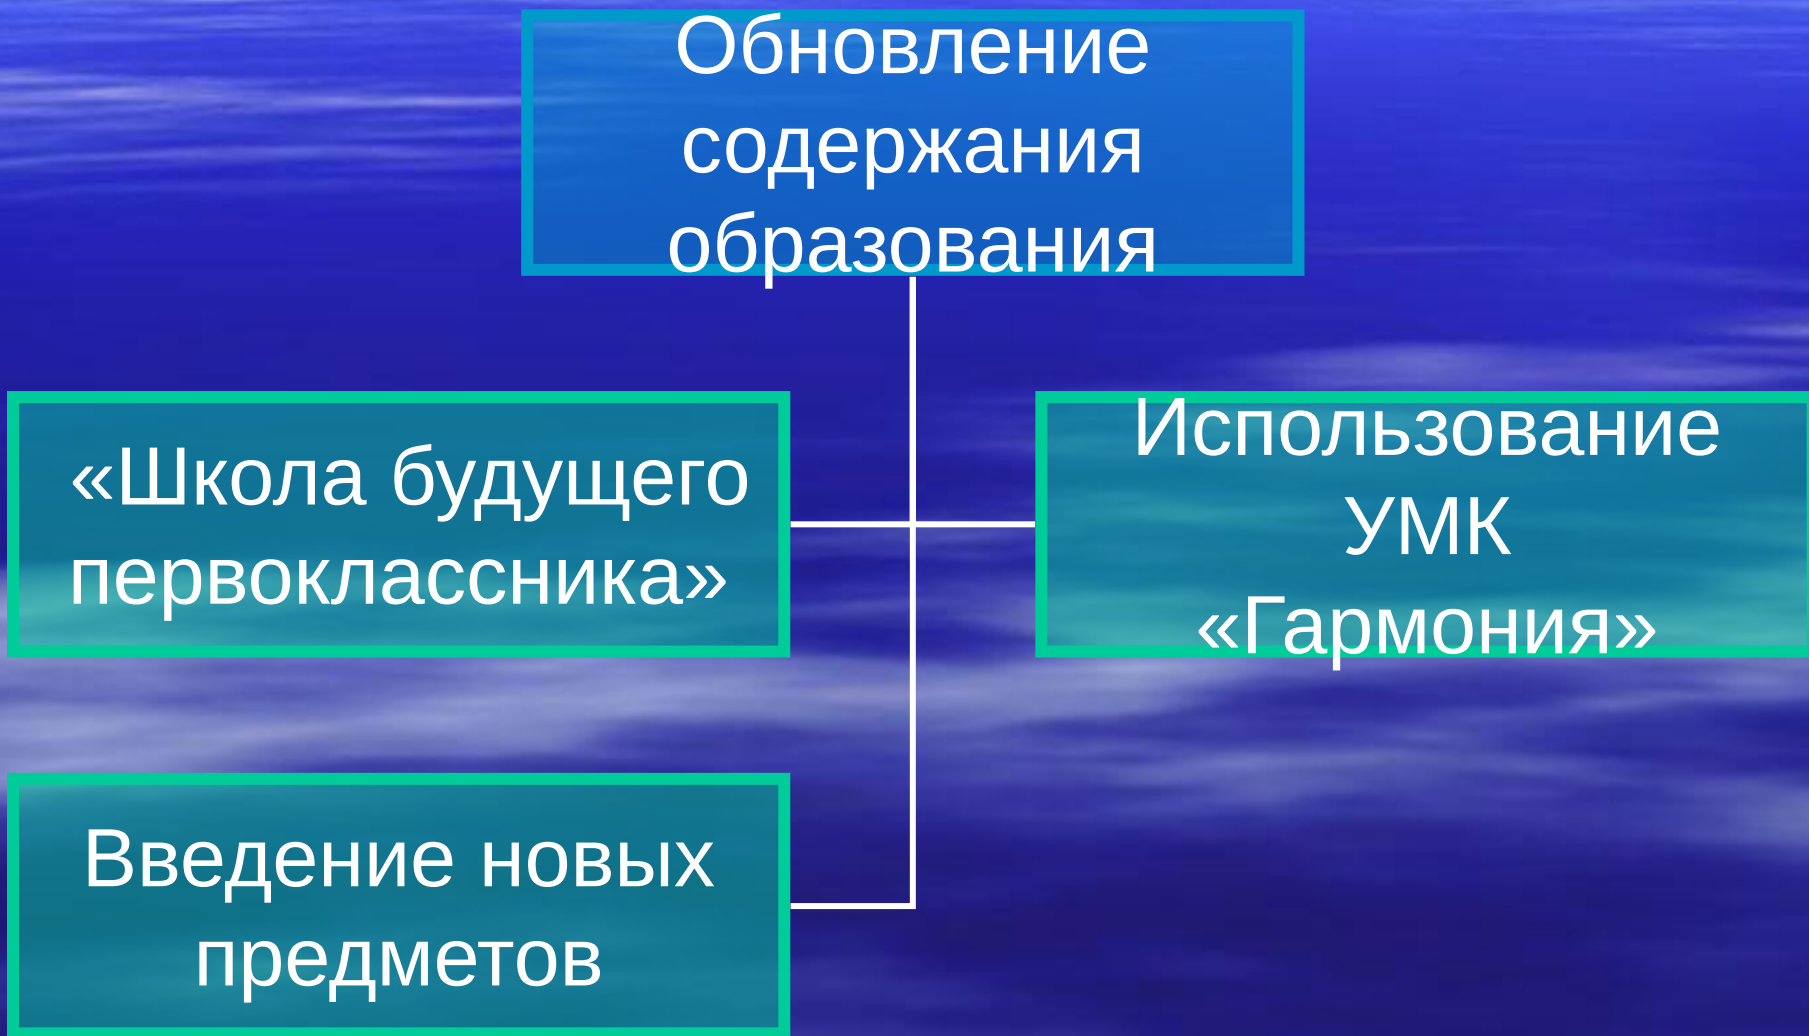 Обновление
содержания
образования
«Школа будущего
первоклассника»
Использование
УМК
«Гармония»
Введение новых
предметов